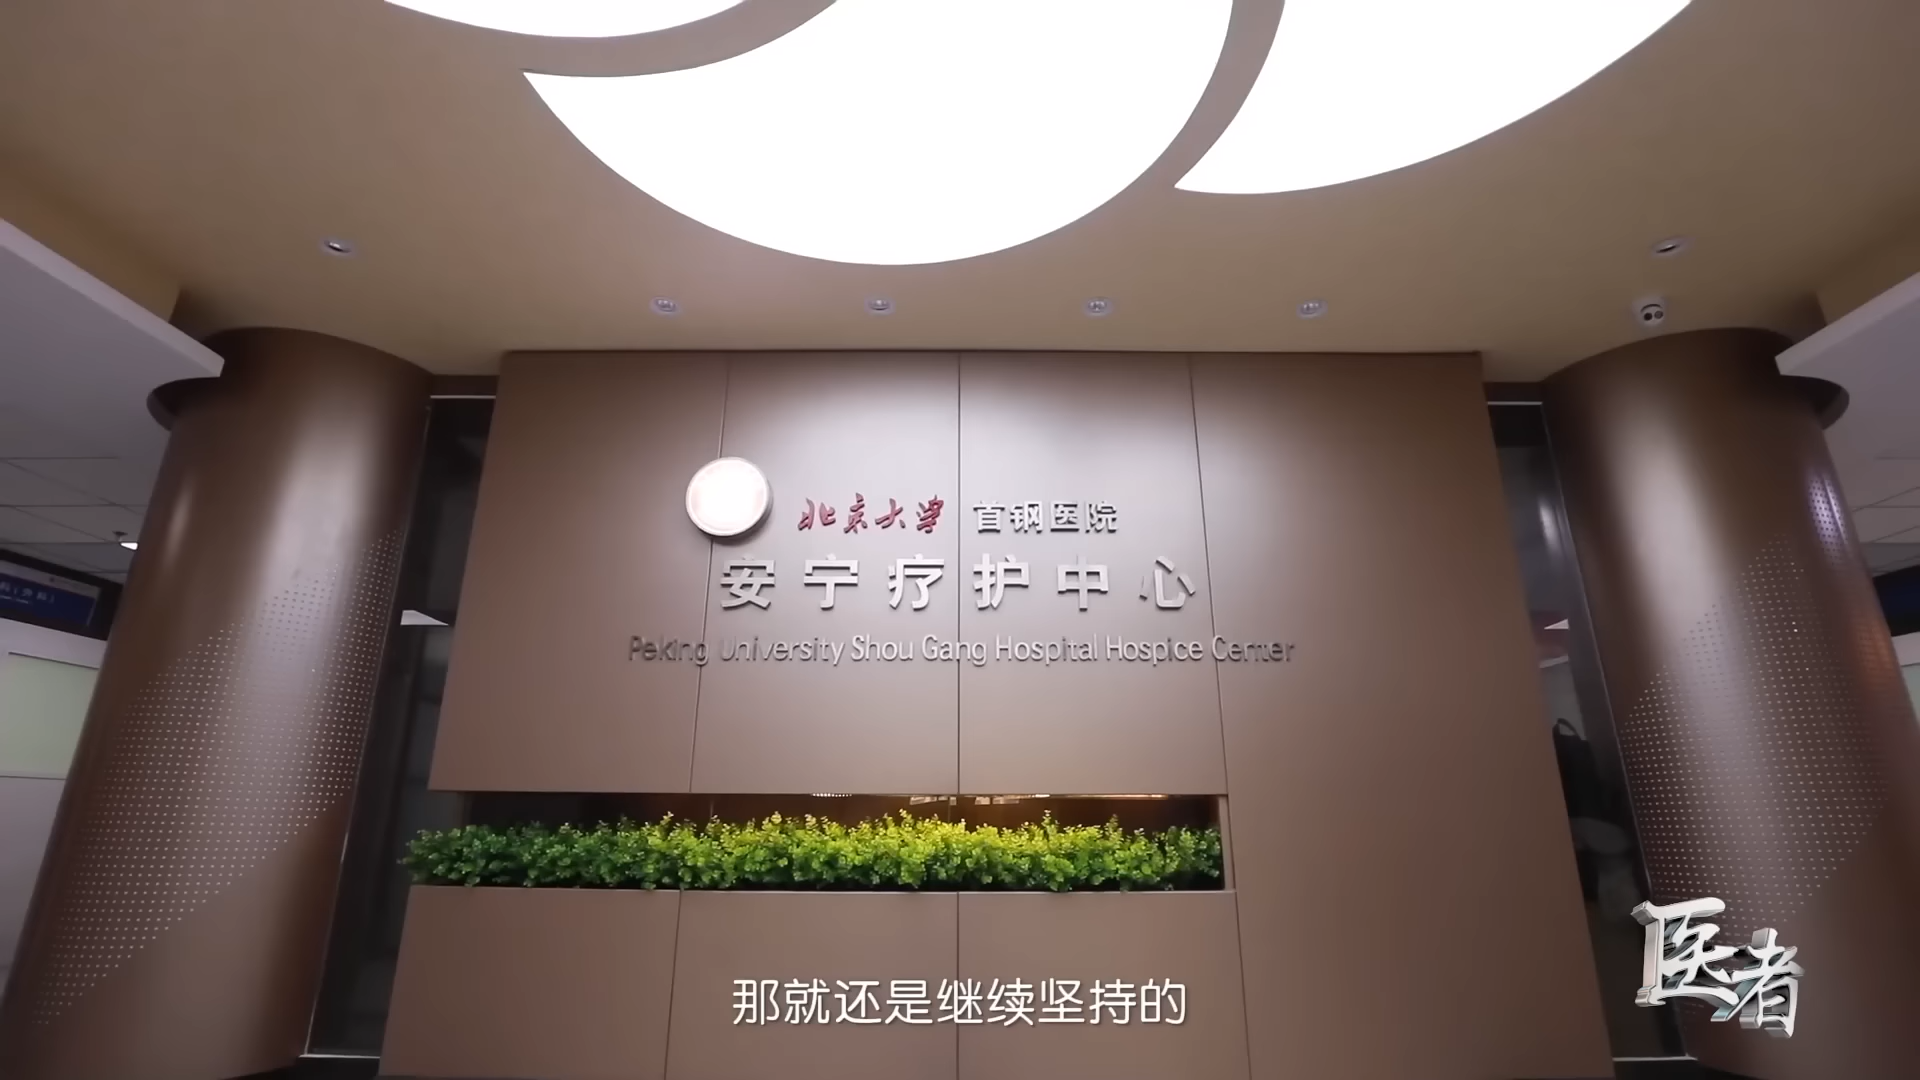 北京大学 首钢医院
安宁疗护中心
Peking University Shou Gang Hospital Hospice Center
那就还是继续坚持的
医者